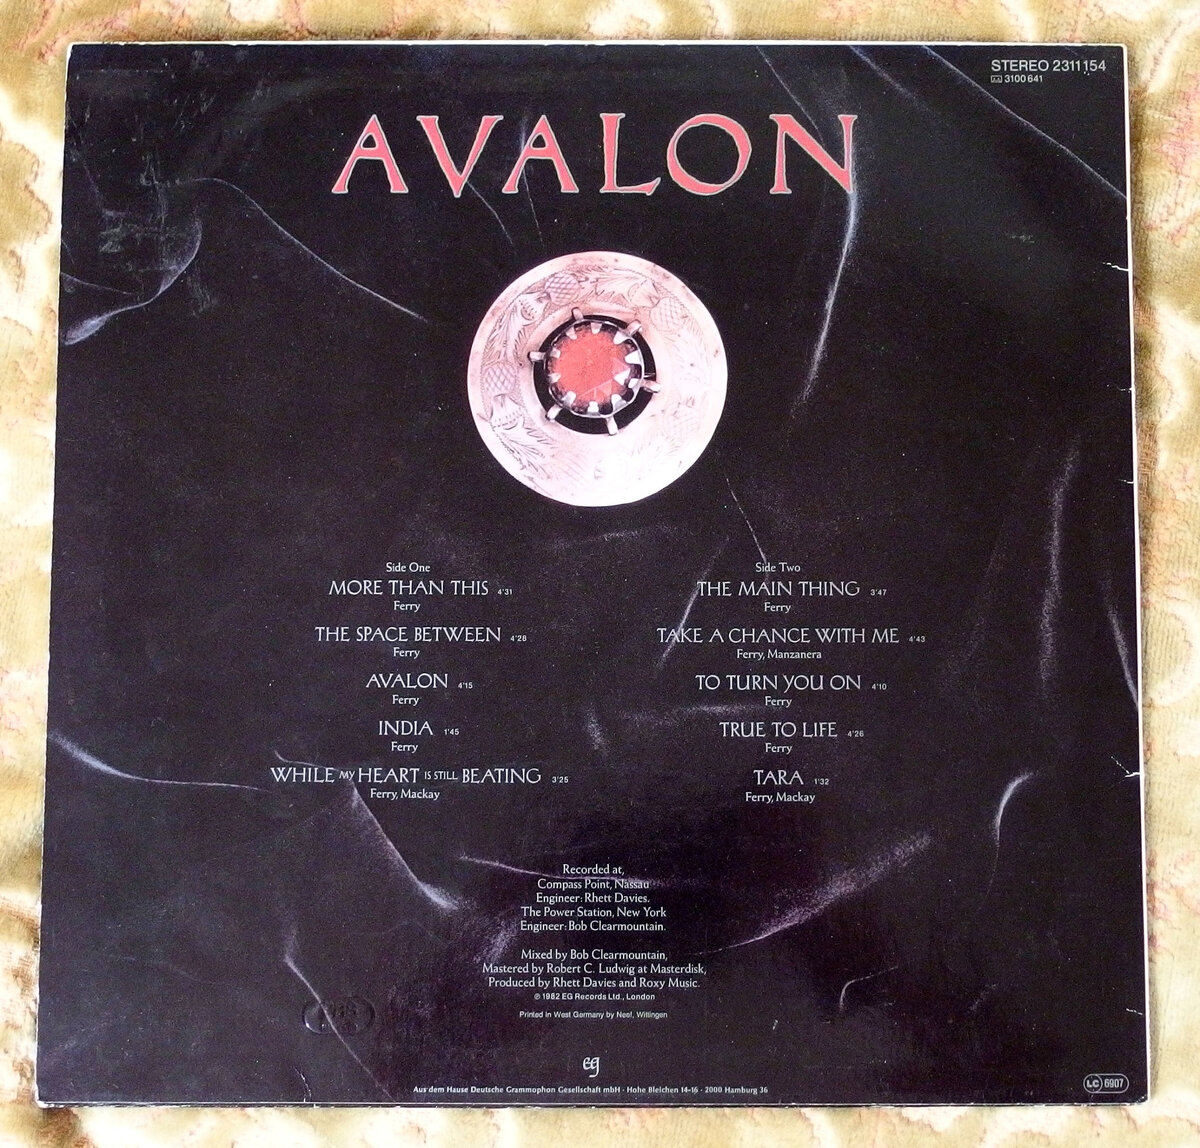 STEREO 2311 154
3100 641
AVALON
Side One
MORE THAN THIS 4'31
Ferry
THE SPACE BETWEEN 4'28
Ferry
AVALON 4'15
Ferry
INDIA 1'45
Ferry
WHILE MY HEART IS STILL BEATING 3'25
Ferry, Mackay
Side Two
THE MAIN THING 3'47
Ferry
TAKE A CHANCE WITH ME 4'43
Ferry, Manzanera
TO TURN YOU ON 4'10
Ferry
TRUE TO LIFE 4'26
Ferry
TARA 1'32
Ferry, Mackay
Recorded at,
Compass Point, Nassau
Engineer: Rhett Davies.
The Power Station, New York
Engineer: Bob Clearmountain.
Mixed by Bob Clearmountain,
Mastered by Robert C. Ludwig at Masterdisk,
Produced by Rhett Davies and Roxy Music.
℗ 1982 EG Records Ltd., London
Printed in West Germany by Neef, Wittingen
eg
Aus dem Hause Deutsche Grammophon Gesellschaft mbH · Hohe Bleichen 14-16 · 2000 Hamburg 36
LC 6907